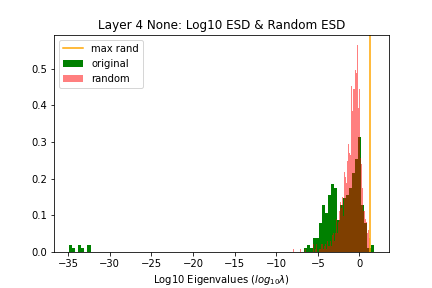 Layer 4 None: Log10 ESD & Random ESD
max rand
original
random
0.5
0.4
0.3
0.2
0.1
0.0
−35 −30 −25 −20 −15 −10 −5 0
Log10 Eigenvalues (log₁₀λ)